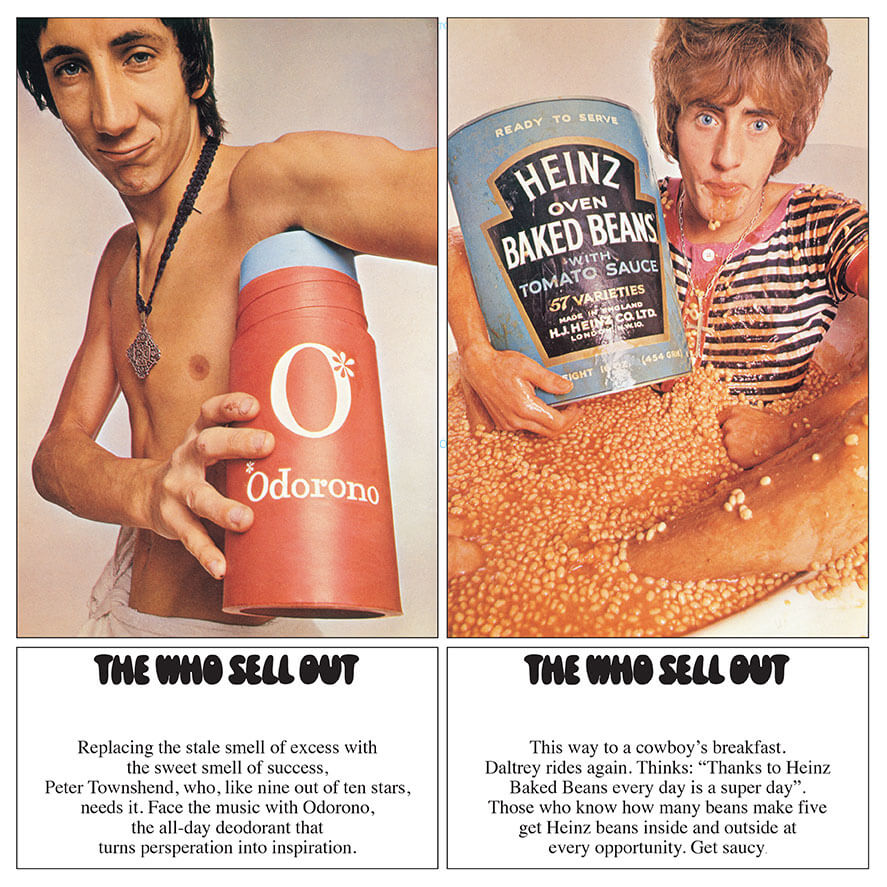 O*
*Odorono
READY TO SERVE
HEINZ
OVEN
BAKED BEANS
WITH
TOMATO SAUCE
57 VARIETIES
MADE IN ENGLAND
H.J. HEINZ CO. LTD.
LONDON, N.W.10.
(454
THE WHO SELL OUT
Replacing the stale smell of excess with
the sweet smell of success,
Peter Townshend, who, like nine out of ten stars,
needs it. Face the music with Odorono,
the all-day deodorant that
turns persperation into inspiration.
THE WHO SELL OUT
This way to a cowboy’s breakfast.
Daltrey rides again. Thinks: “Thanks to Heinz
Baked Beans every day is a super day”.
Those who know how many beans make five
get Heinz beans inside and outside at
every opportunity. Get saucy